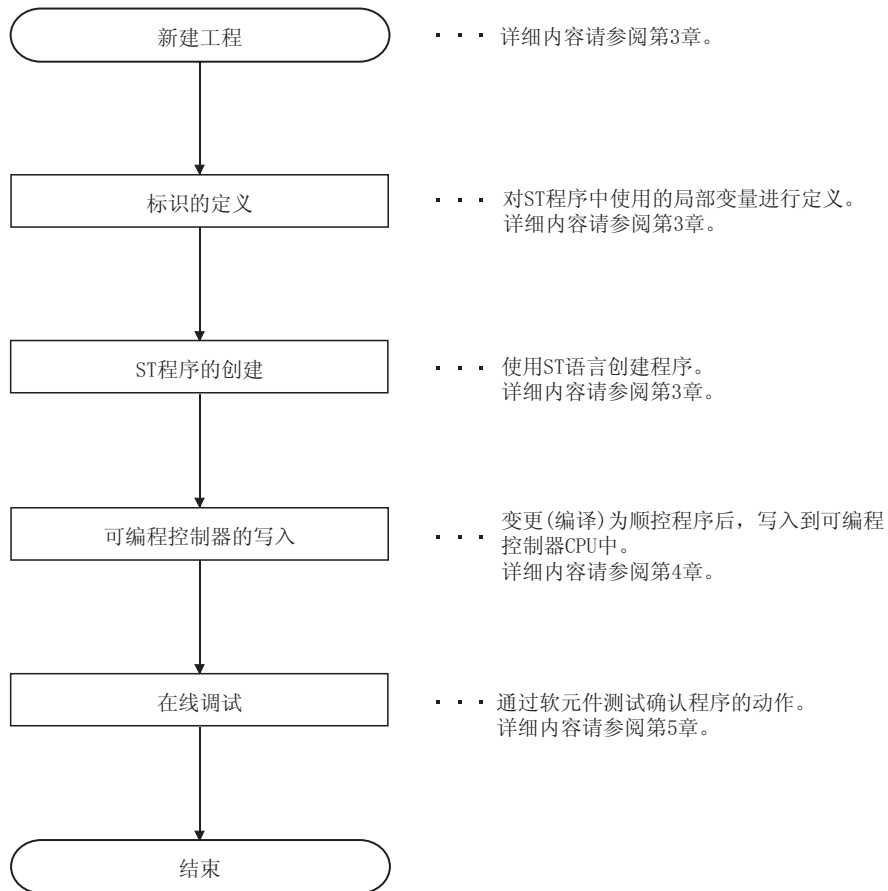 新建工程
・・・ 详细内容请参阅第3章。
标识的定义
・・・ 对ST程序中使用的局部变量进行定义。
详细内容请参阅第3章。
ST程序的创建
・・・ 使用ST语言创建程序。
详细内容请参阅第3章。
可编程控制器的写入
・・・ 变更(编译)为顺控程序后，写入到可编程
控制器CPU中。
详细内容请参阅第4章。
在线调试
・・・ 通过软元件测试确认程序的动作。
详细内容请参阅第5章。
结束